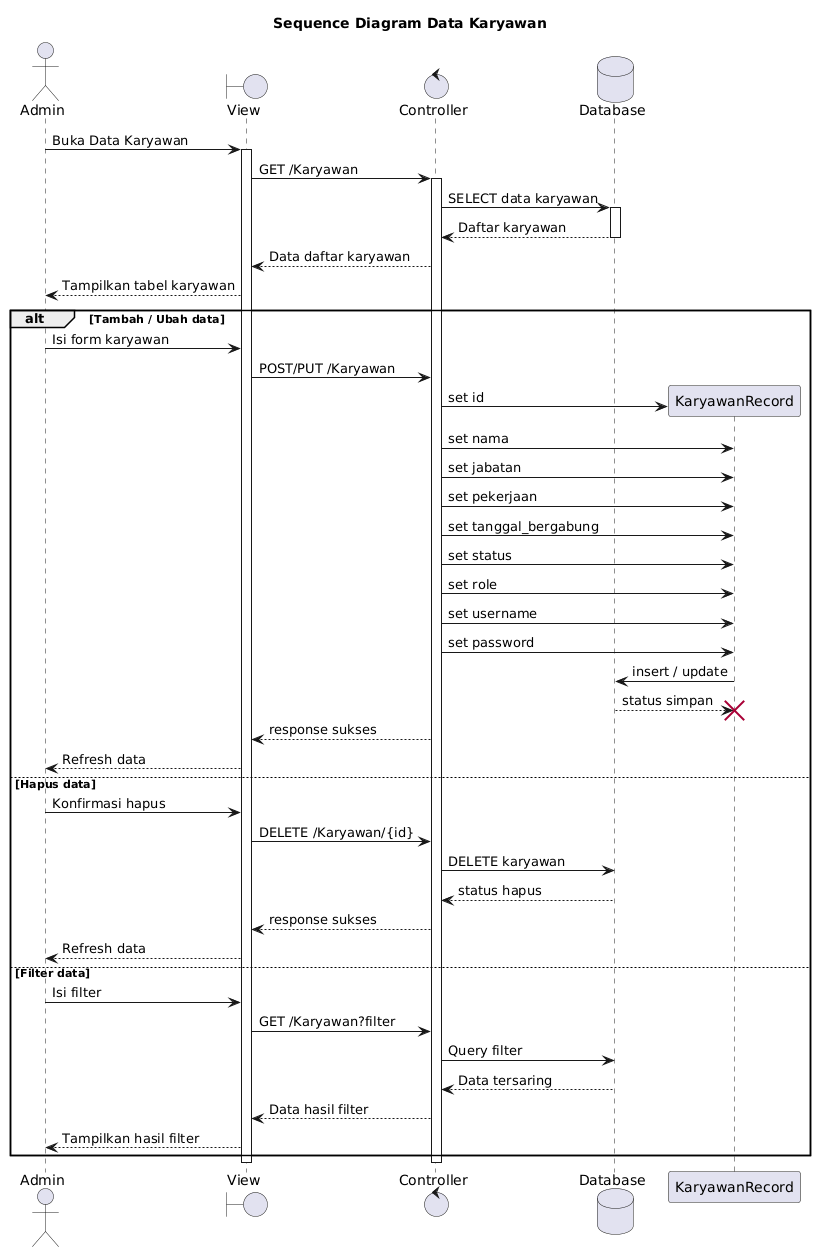 Sequence Diagram Data Karyawan
Admin
View
Controller
Database
Buka Data Karyawan
GET /Karyawan
SELECT data karyawan
Daftar karyawan
Data daftar karyawan
Tampilkan tabel karyawan
alt [Tambah / Ubah data]
Isi form karyawan
POST/PUT /Karyawan
KaryawanRecord
set id
set nama
set jabatan
set pekerjaan
set tanggal_bergabung
set status
set role
set username
set password
insert / update
status simpan
response sukses
Refresh data
[Hapus data]
Konfirmasi hapus
DELETE /Karyawan/{id}
DELETE karyawan
status hapus
response sukses
Refresh data
[Filter data]
Isi filter
GET /Karyawan?filter
Query filter
Data tersaring
Data hasil filter
Tampilkan hasil filter
Admin
View
Controller
Database
KaryawanRecord